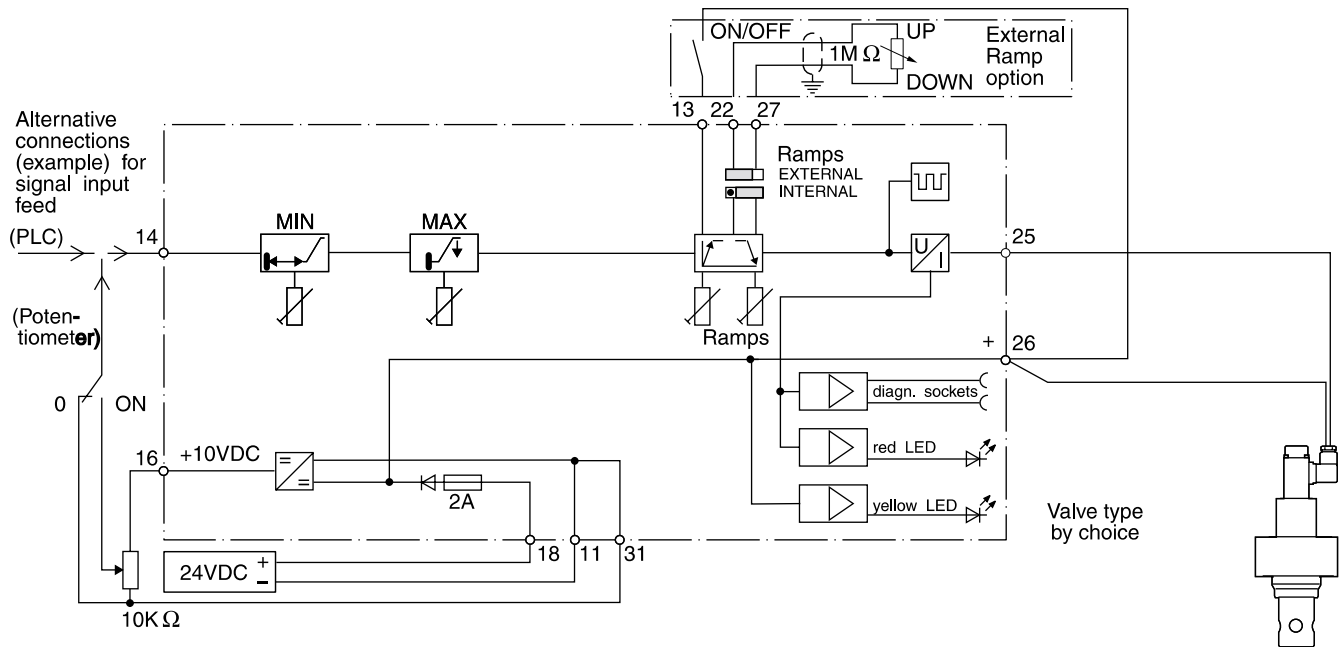 ON/OFF
UP
1M Ω
DOWN
External
Ramp
option
13 22 27
Alternative
connections
(example) for
signal input
feed
(PLC)
14
MIN
MAX
Ramps
EXTERNAL
INTERNAL
U
I
25
Ramps
(Poten-
tiometer)
+ 26
0 ON
diagn. sockets
16 +10VDC
=
=
2A
red LED
yellow LED
Valve type
by choice
18 11 31
24VDC + –
10K Ω